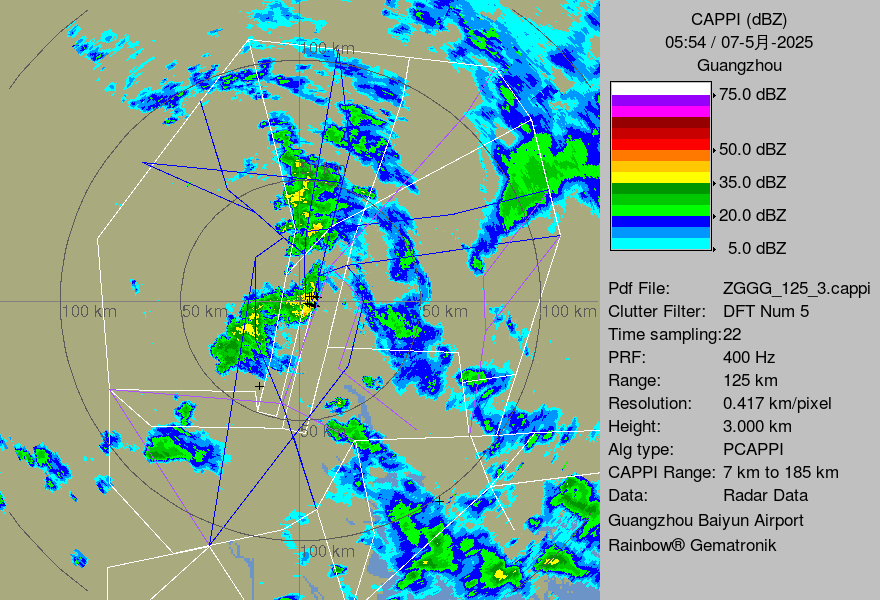 CAPPI (dBZ)
05:54 / 07-5月-2025
Guangzhou
75.0 dBZ
50.0 dBZ
35.0 dBZ
20.0 dBZ
5.0 dBZ
Pdf File: ZGGG_125_3.cappi
Clutter Filter: DFT Num 5
Time sampling:22
PRF: 400 Hz
Range: 125 km
Resolution: 0.417 km/pixel
Height: 3.000 km
Alg type: PCAPPI
CAPPI Range: 7 km to 185 km
Data: Radar Data
Guangzhou Baiyun Airport
Rainbow® Gematronik
100 km
100 km
50 km
50 km
100 km
50 km
100 km